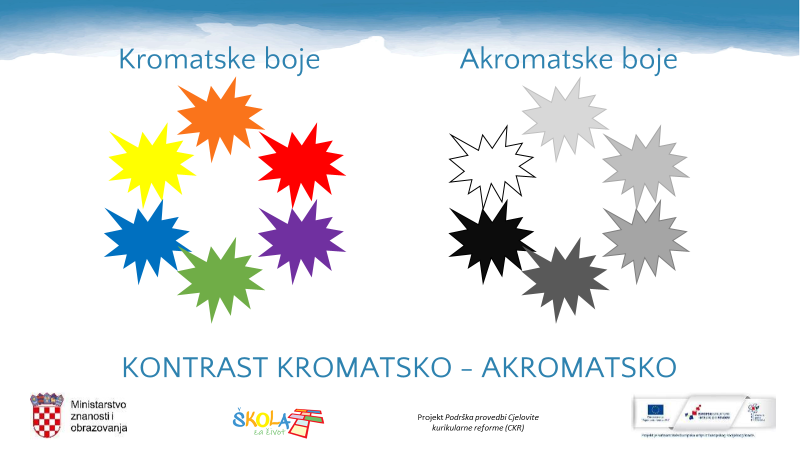 Kromatske boje
Akromatske boje
KONTRAST KROMATSKO – AKROMATSKO
Ministarstvo
znanosti i
obrazovanja
ŠKOLA
za život
Projekt Podrška provedbi Cjelovite
kurikularne reforme (CKR)